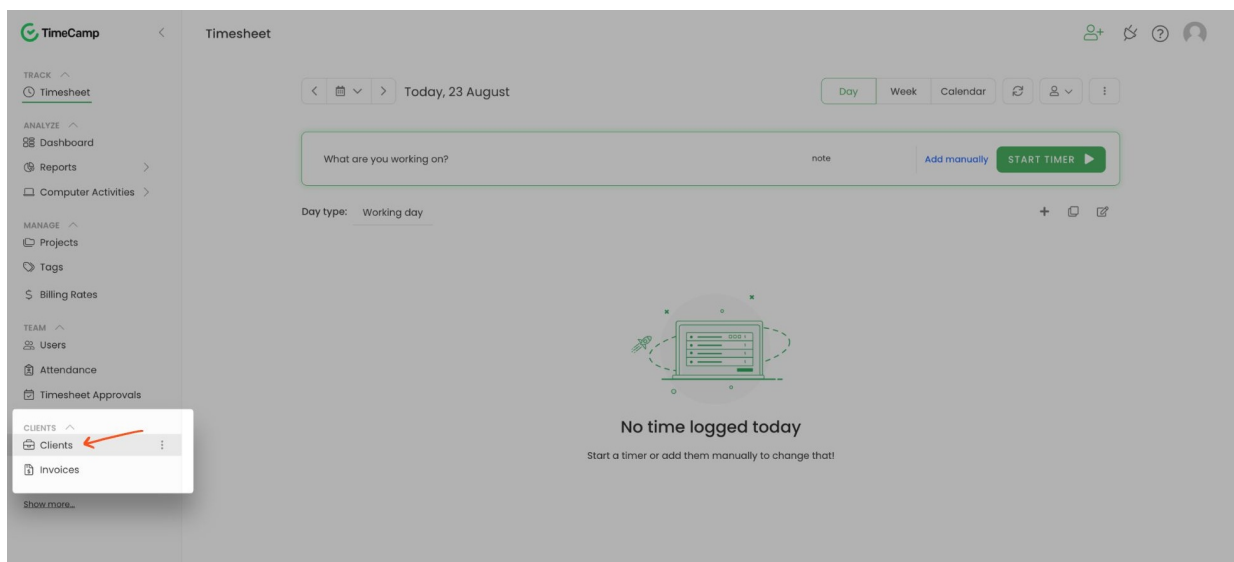 TimeCamp
Timesheet
TRACK
Timesheet
Today, 23 August
Day
Week
Calendar
ANALYZE
Dashboard
Reports
Computer Activities
What are you working on?
note
Add manually
START TIMER
Day type:
Working day
MANAGE
Projects
Tags
Billing Rates
TEAM
Users
Attendance
Timesheet Approvals
CLIENTS
Clients
Invoices
Show more...
No time logged today
Start a timer or add them manually to change that!